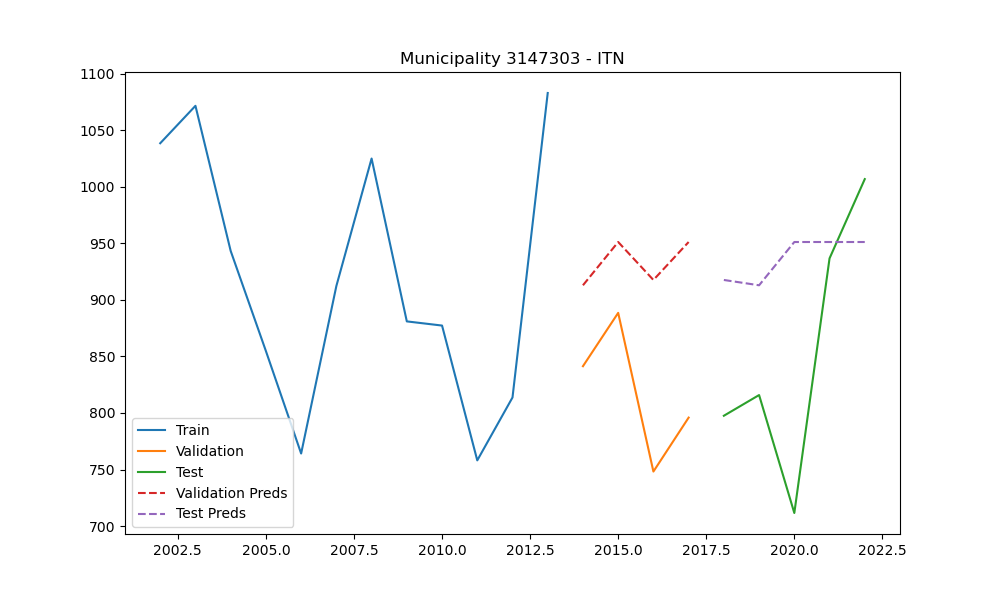 Municipality 3147303 - ITN
1100
1050
1000
950
900
850
800
750
700
Train
Validation
Test
Validation Preds
Test Preds
2002.5 2005.0 2007.5 2010.0 2012.5 2015.0 2017.5 2020.0 2022.5